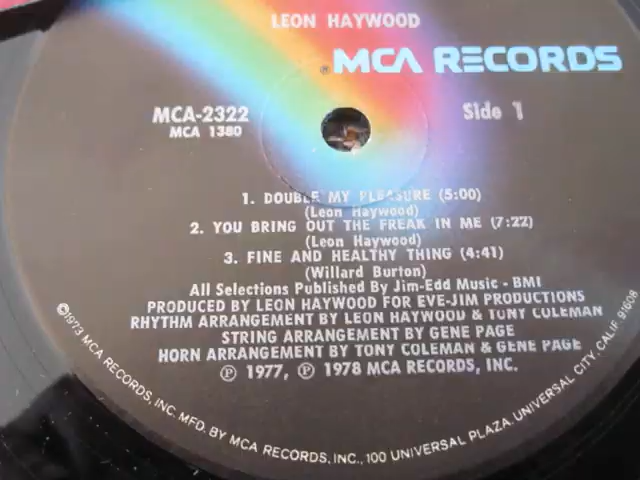 LEON HAYWOOD
®MCA RECORDS
MCA-2322
MCA 1380
Side 1
1. DOUBLE MY PLEASURE (5:00)
(Leon Haywood)
2. YOU BRING OUT THE FREAK IN ME (7:22)
(Leon Haywood)
3. FINE AND HEALTHY THING (4:41)
(Willard Burton)
All Selections Published By Jim-Edd Music - BMI
PRODUCED BY LEON HAYWOOD FOR EVE-JIM PRODUCTIONS
RHYTHM ARRANGEMENT BY LEON HAYWOOD & TONY COLEMAN
STRING ARRANGEMENT BY GENE PAGE
HORN ARRANGEMENT BY TONY COLEMAN & GENE PAGE
Ⓟ 1977, Ⓟ 1978 MCA RECORDS, INC.
©1973 MCA RECORDS, INC. MFD. BY MCA RECORDS, INC., 100 UNIVERSAL PLAZA, UNIVERSAL CITY, CALIF. 91608